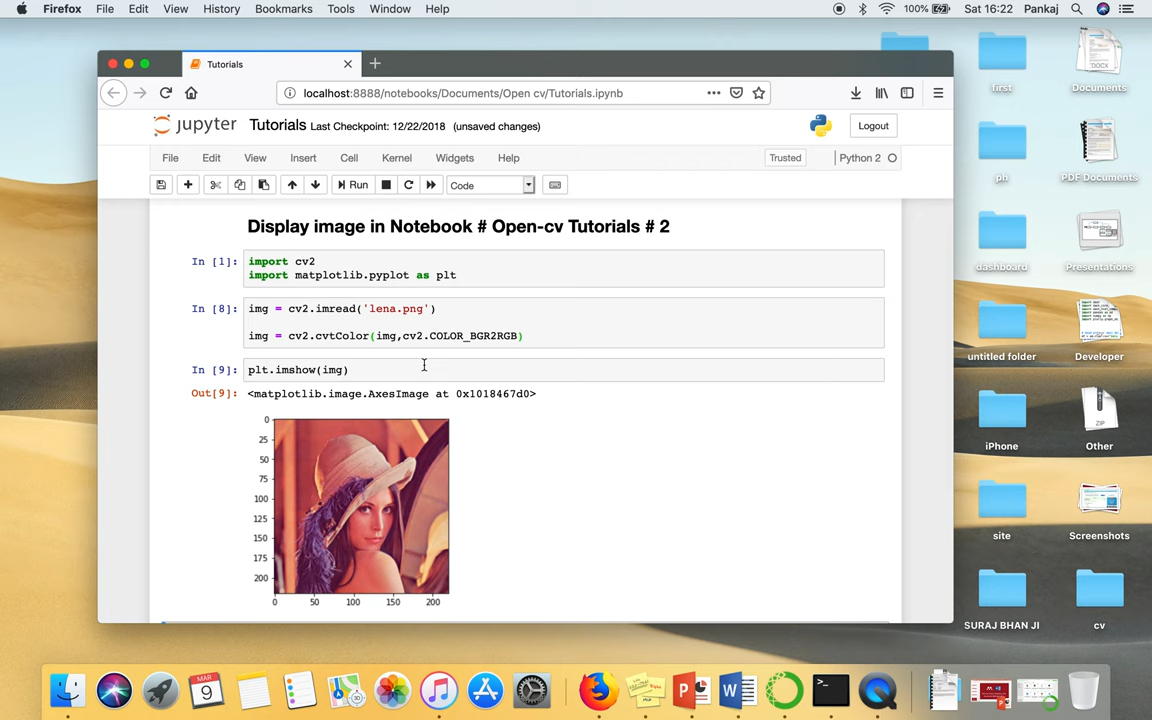 Firefox File Edit View History Bookmarks Tools Window Help 100% Sat 16:22 Pankaj
Tutorials
localhost:8888/notebooks/Documents/Open cv/Tutorials.ipynb
jupyter Tutorials Last Checkpoint: 12/22/2018 (unsaved changes) Logout
File Edit View Insert Cell Kernel Widgets Help Trusted Python 2
Run Code
Display image in Notebook # Open-cv Tutorials # 2
In [1]: import cv2
import matplotlib.pyplot as plt
In [8]: img = cv2.imread('lena.png')
img = cv2.cvtColor(img,cv2.COLOR_BGR2RGB)
In [9]: plt.imshow(img)
Out[9]: <matplotlib.image.AxesImage at 0x1018467d0>
0
25
50
75
100
125
150
175
200
0 50 100 150 200
first
DOCX
Documents
ph
PDF Documents
dashboard
Presentations
untitled folder
Developer
iPhone
ZIP
Other
site
Screenshots
SURAJ BHAN JI
cv
MAR
9